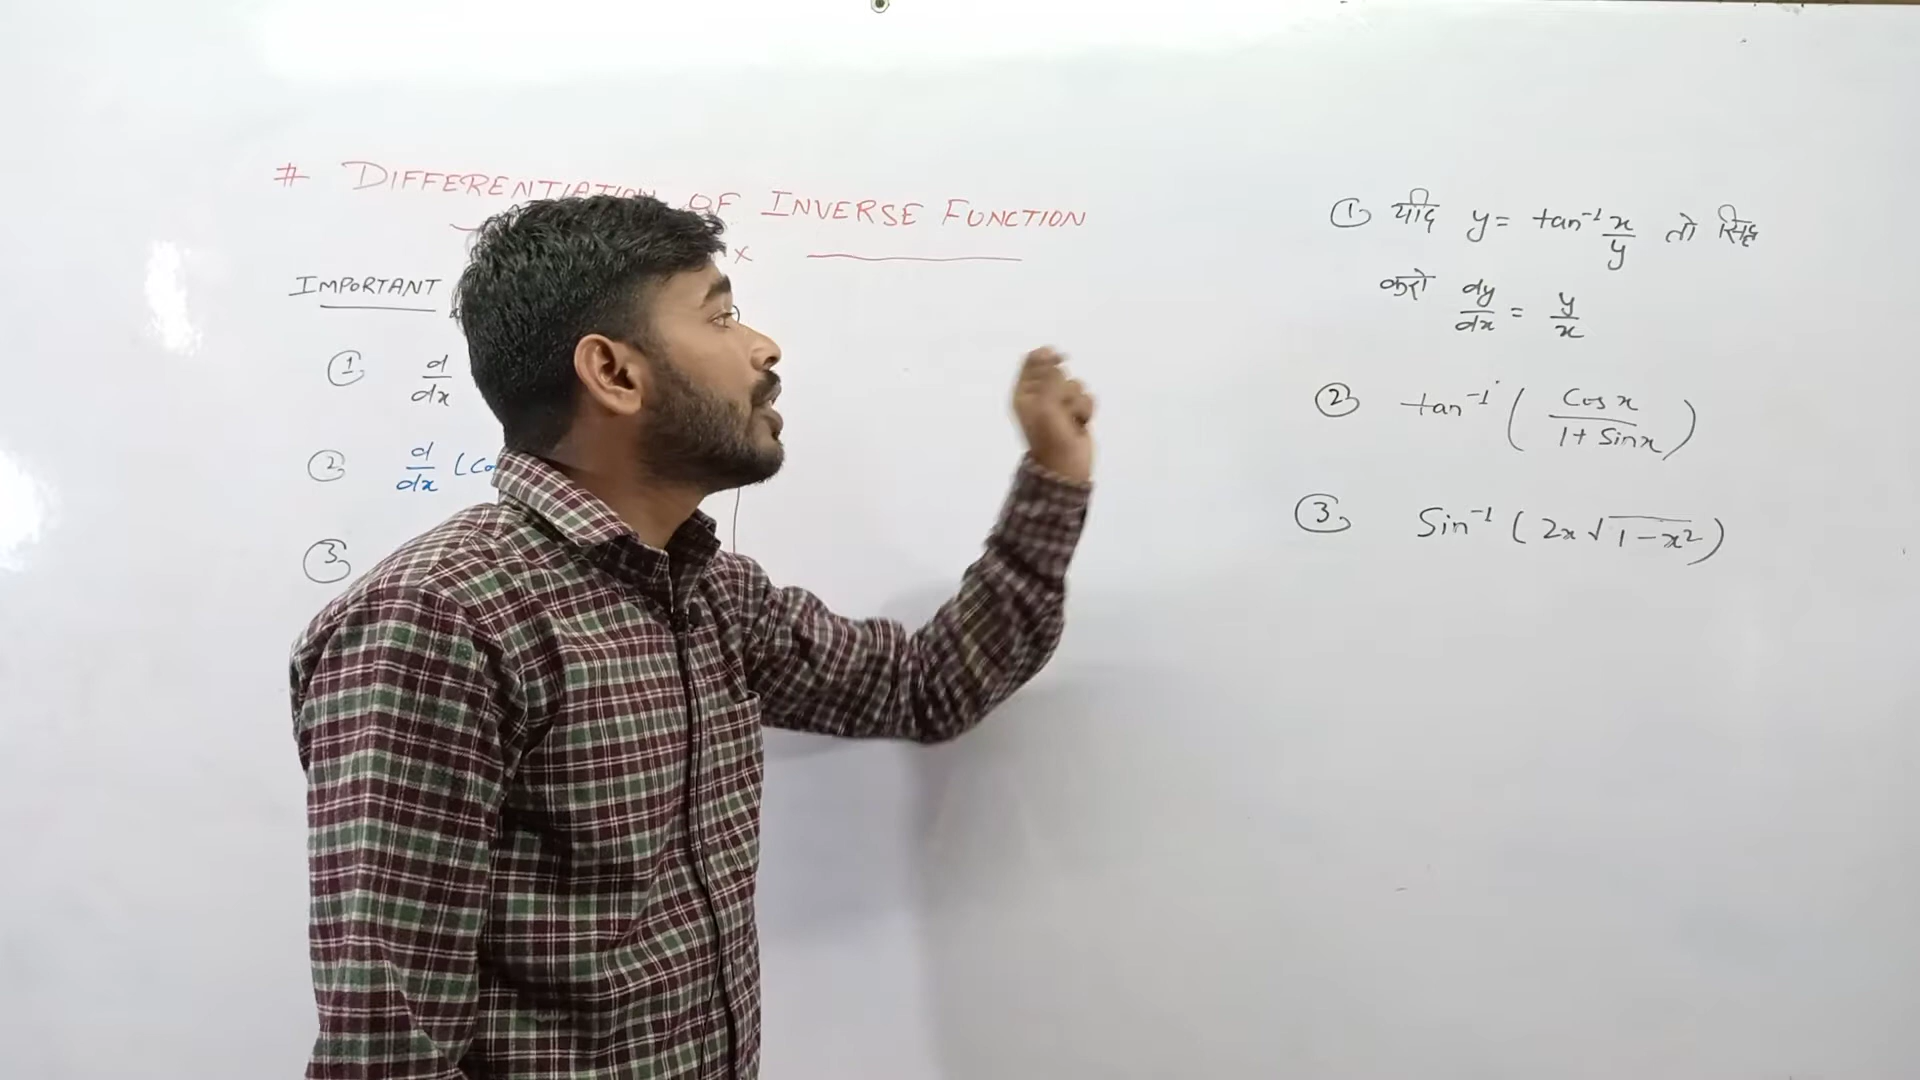 # DIFFERENTIATION OF INVERSE FUNCTION
x
IMPORTANT
① d/dx
② d/dx (Co
③
① यदि y = tan⁻¹ x/y तो सिद्ध
करो dy/dx = y/x
② tan⁻¹ ( Cos x / 1 + Sin x )
③ Sin⁻¹ ( 2x √1 - x² )